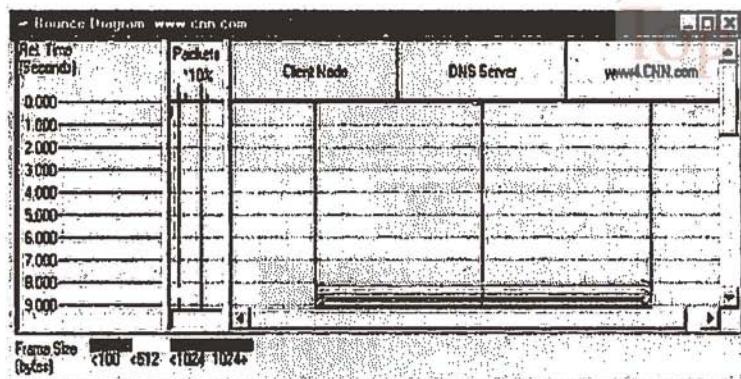 Bounce Diagram www cnn com
Rel. Time
(Seconds)
Packets
*10%
Client Node
DNS Server
www4.CNN.com
0.000
1.000
2.000
3.000
4.000
5.000
6.000
7.000
8.000
9.000
Frame Size
(bytes)
<100 <512 <1024 1024+
Top